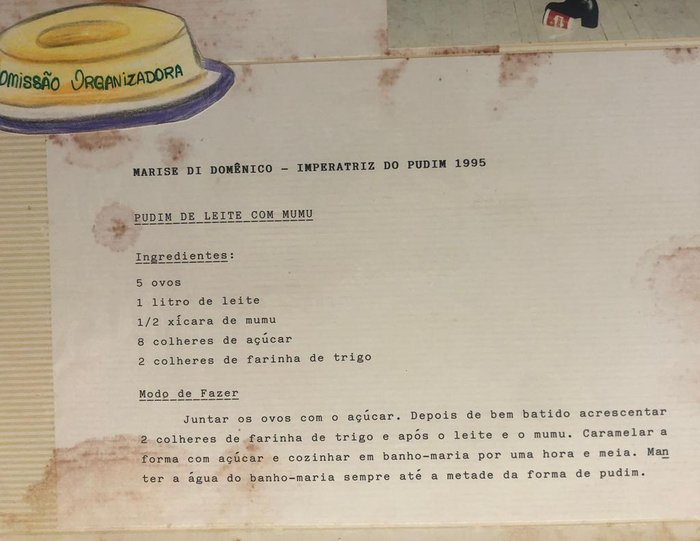 OMISSÃO ORGANIZADORA
MARISE DI DOMÊNICO - IMPERATRIZ DO PUDIM 1995
PUDIM DE LEITE COM MUMU
Ingredientes:
5 ovos
1 litro de leite
1/2 xícara de mumu
8 colheres de açúcar
2 colheres de farinha de trigo
Modo de Fazer
Juntar os ovos com o açúcar. Depois de bem batido acrescentar
2 colheres de farinha de trigo e após o leite e o mumu. Caramelar a
forma com açúcar e cozinhar em banho-maria por uma hora e meia. Man
ter a água do banho-maria sempre até a metade da forma de pudim.